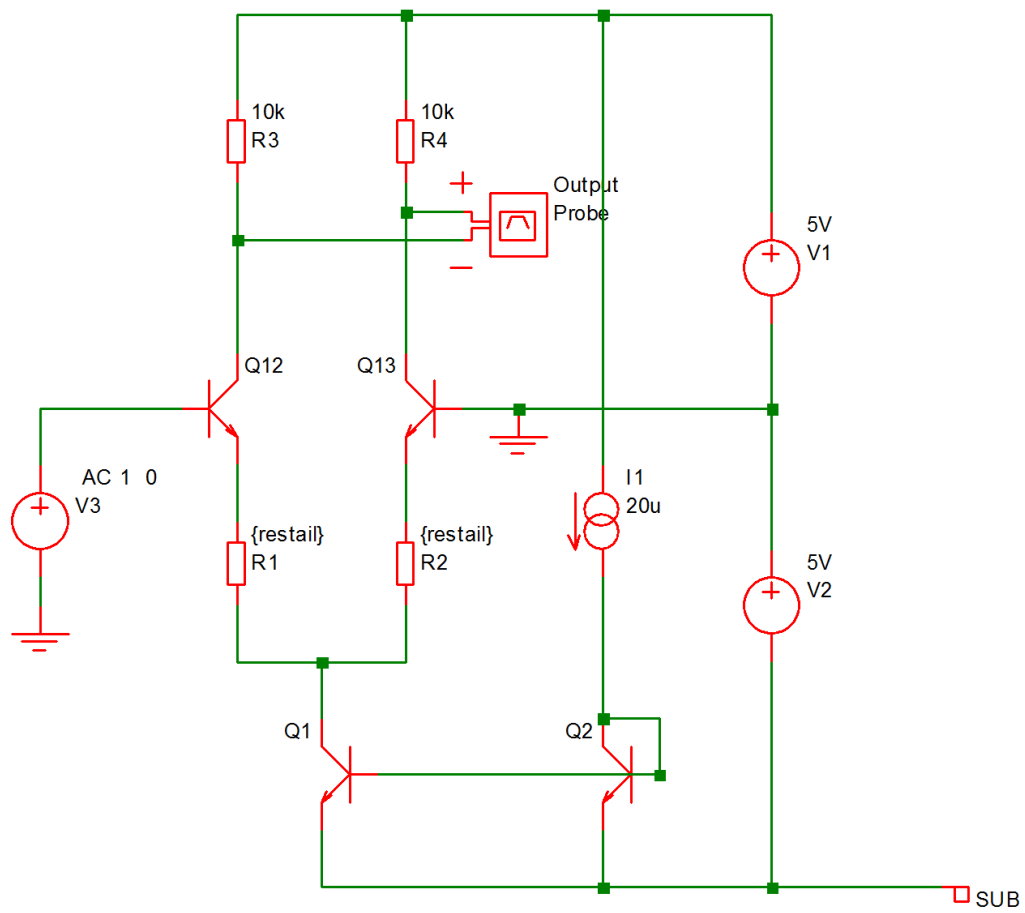 10k
R3
10k
R4
Output
Probe
5V
V1
Q12
Q13
AC 1 0
V3
I1
20u
{restail}
R1
{restail}
R2
5V
V2
Q1
Q2
SUB